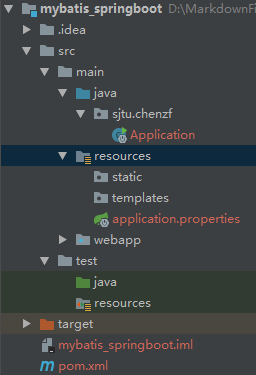 mybatis_springboot D:\MarkdownFi
.idea
src
main
java
sjtu.chenzf
Application
resources
static
templates
application.properties
webapp
test
java
resources
target
mybatis_springboot.iml
pom.xml